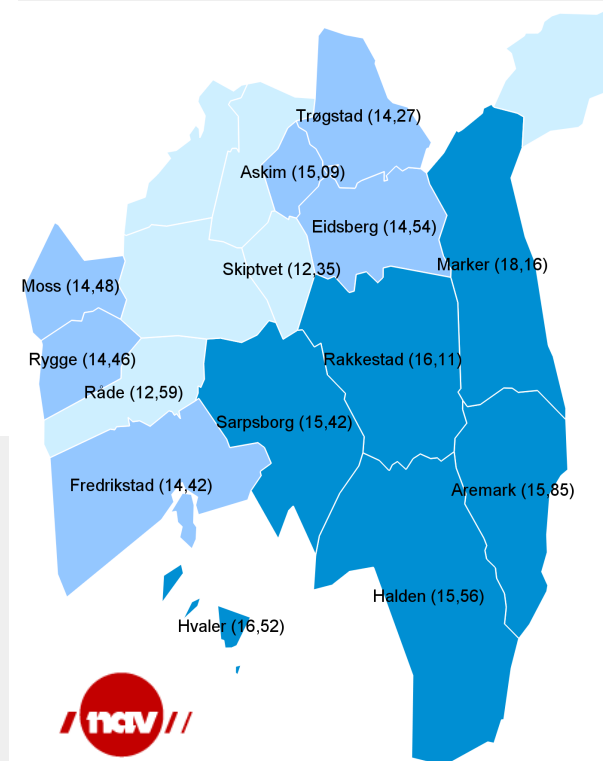 Trøgstad (14,27)
Askim (15,09)
Eidsberg (14,54)
Marker (18,16)
Skiptvet (12,35)
Moss (14,48)
Rygge (14,46)
Rakkestad (16,11)
Råde (12,59)
Sarpsborg (15,42)
Fredrikstad (14,42)
Aremark (15,85)
Halden (15,56)
Hvaler (16,52)
nav